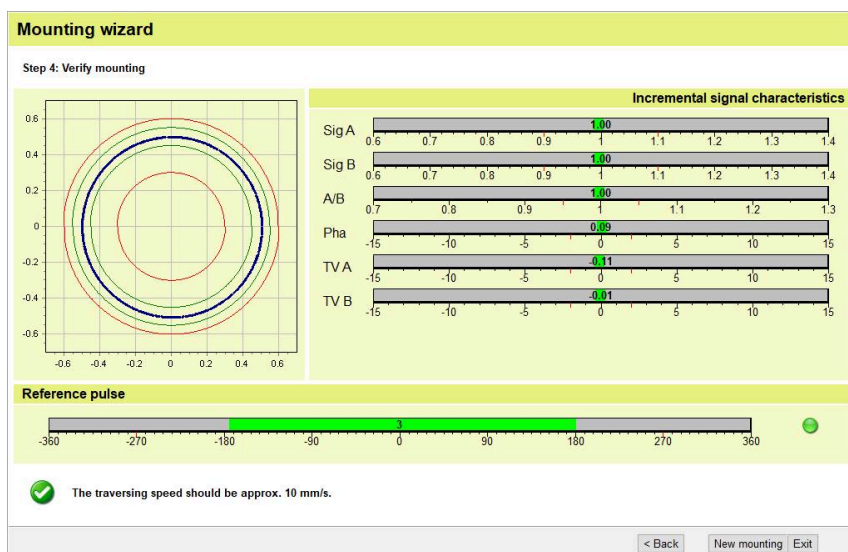 Mounting wizard
Step 4: Verify mounting
Incremental signal characteristics
0.6
0.4
0.2
0
-0.2
-0.4
-0.6
-0.6 -0.4 -0.2 0 0.2 0.4 0.6
Sig A
1.00
0.6 0.7 0.8 0.9 1 1.1 1.2 1.3 1.4
Sig B
1.00
0.6 0.7 0.8 0.9 1 1.1 1.2 1.3 1.4
A/B
1.00
0.7 0.8 0.9 1 1.1 1.2 1.3
Pha
0.09
-15 -10 -5 0 5 10 15
TV A
-0.11
-15 -10 -5 0 5 10 15
TV B
-0.01
-15 -10 -5 0 5 10 15
Reference pulse
3
-360 -270 -180 -90 0 90 180 270 360
The traversing speed should be approx. 10 mm/s.
< Back New mounting Exit